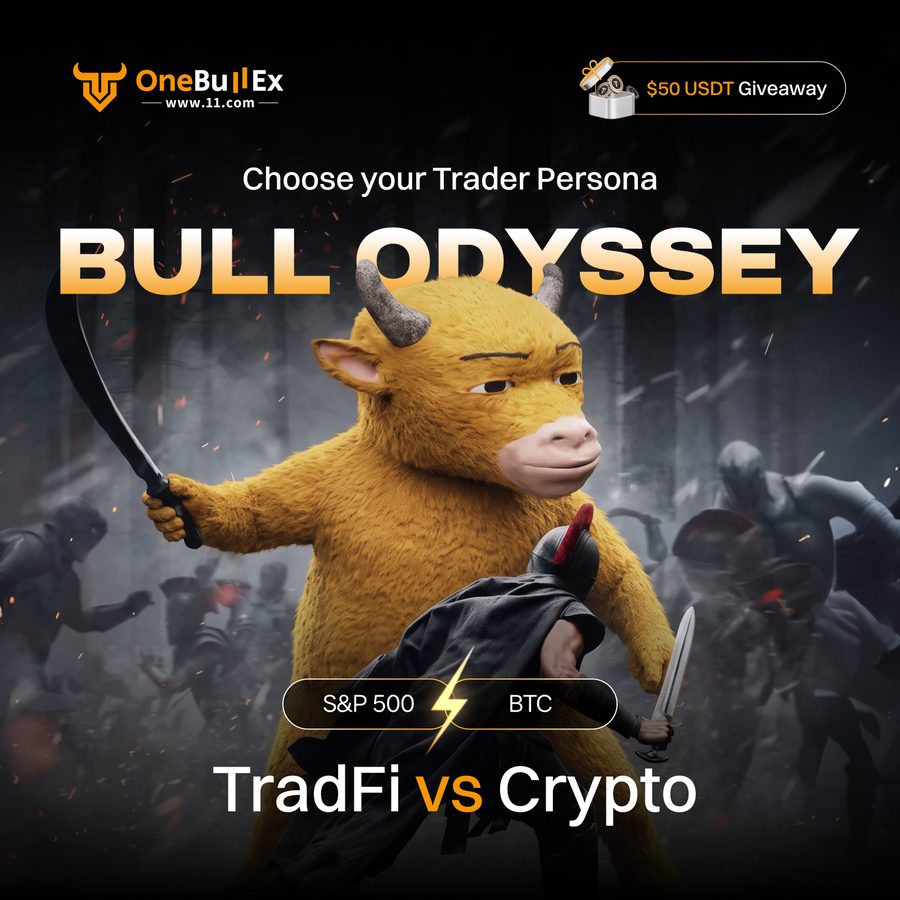 OneBullEx
www.11.com
$50 USDT Giveaway
Choose your Trader Persona
BULL ODYSSEY
S&P 500
BTC
TradFi vs Crypto